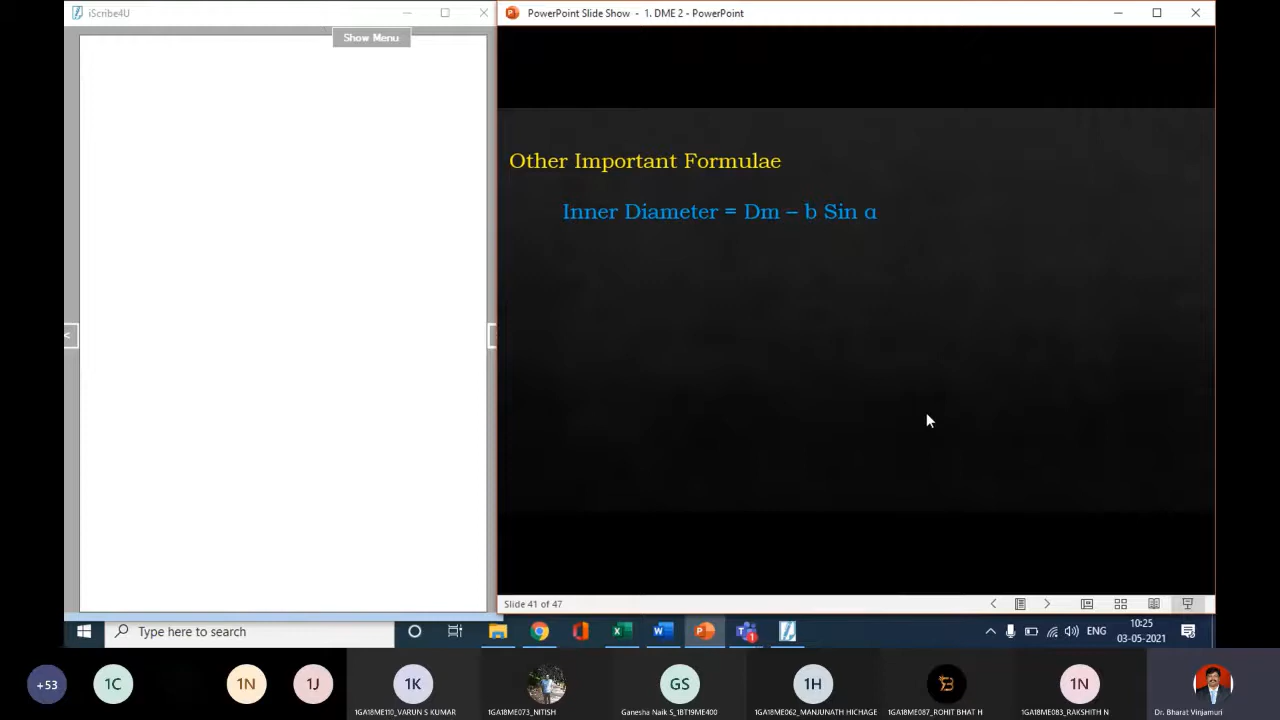 iScribe4U
Show Menu
PowerPoint Slide Show - 1. DME 2 - PowerPoint
Other Important Formulae
Inner Diameter = Dm – b Sin α
<
Slide 41 of 47
Type here to search
1
ENG
10:25
03-05-2021
+53
1C
1N
1J
1K
GS
1H
1N
1GA18ME110_VARUN S KUMAR
1GA18ME073_NITISH
Ganesha Naik S_1BT19ME400
1GA18ME062_MANJUNATH HICHAGE
1GA18ME087_ROHIT BHAT H
1GA18ME083_RAKSHITH N
Dr. Bharat Vinjamuri